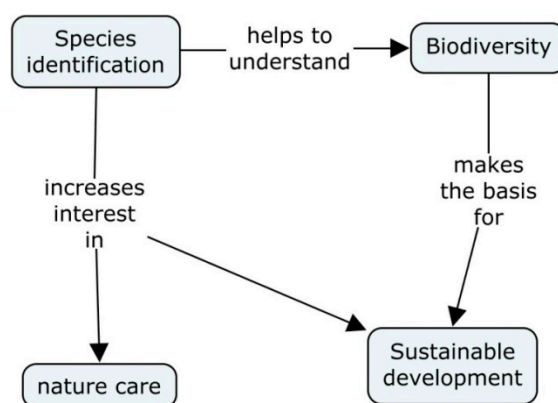 Species
identification
helps to
understand
Biodiversity
increases
interest
in
makes
the basis
for
nature care
Sustainable
development